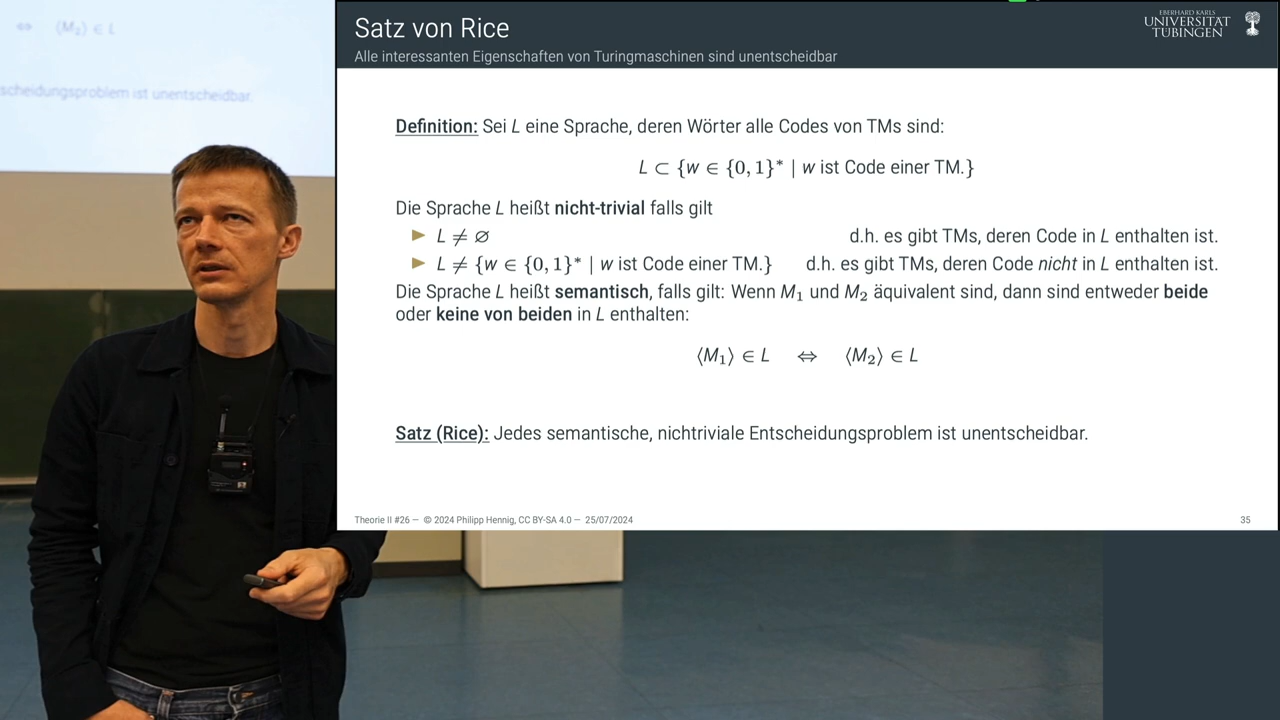 ⇔ ⟨M₂⟩ ∈ L
scheidungsproblem ist unentscheidbar.
Satz von Rice
Alle interessanten Eigenschaften von Turingmaschinen sind unentscheidbar
EBERHARD KARLS
UNIVERSITÄT
TÜBINGEN
Definition: Sei L eine Sprache, deren Wörter alle Codes von TMs sind:
L ⊂ {w ∈ {0, 1}* | w ist Code einer TM.}
Die Sprache L heißt nicht-trivial falls gilt
▶ L ≠ ∅ d.h. es gibt TMs, deren Code in L enthalten ist.
▶ L ≠ {w ∈ {0, 1}* | w ist Code einer TM.} d.h. es gibt TMs, deren Code nicht in L enthalten ist.
Die Sprache L heißt semantisch, falls gilt: Wenn M₁ und M₂ äquivalent sind, dann sind entweder beide
oder keine von beiden in L enthalten:
⟨M₁⟩ ∈ L ⇔ ⟨M₂⟩ ∈ L
Satz (Rice): Jedes semantische, nichtriviale Entscheidungsproblem ist unentscheidbar.
Theorie II #26 — © 2024 Philipp Hennig, CC BY-SA 4.0 — 25/07/2024
35